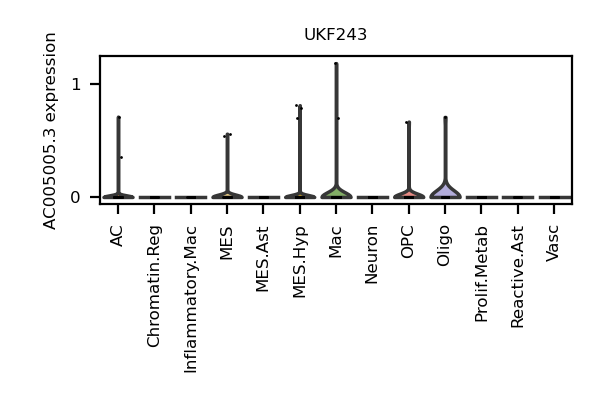 UKF243
AC005005.3 expression
1
0
AC
Chromatin.Reg
Inflammatory.Mac
MES
MES.Ast
MES.Hyp
Mac
Neuron
OPC
Oligo
Prolif.Metab
Reactive.Ast
Vasc